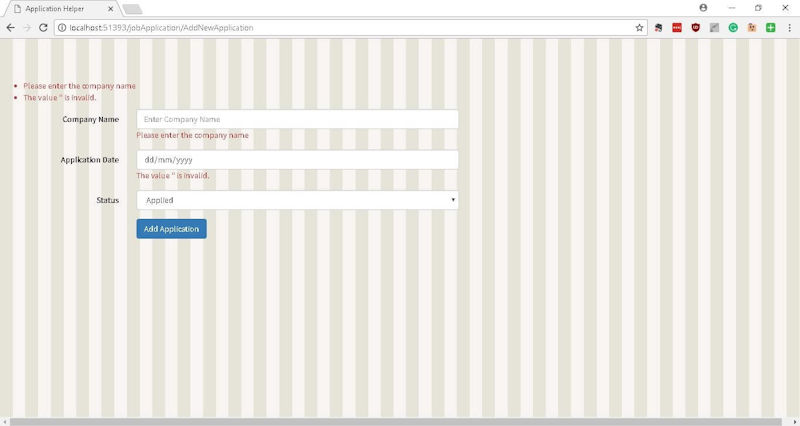 Application Helper
localhost:51393/jobApplication/AddNewApplication
Please enter the company name
The value '' is invalid.
Company Name
Enter Company Name
Please enter the company name
Application Date
dd/mm/yyyy
The value '' is invalid.
Status
Applied
Add Application